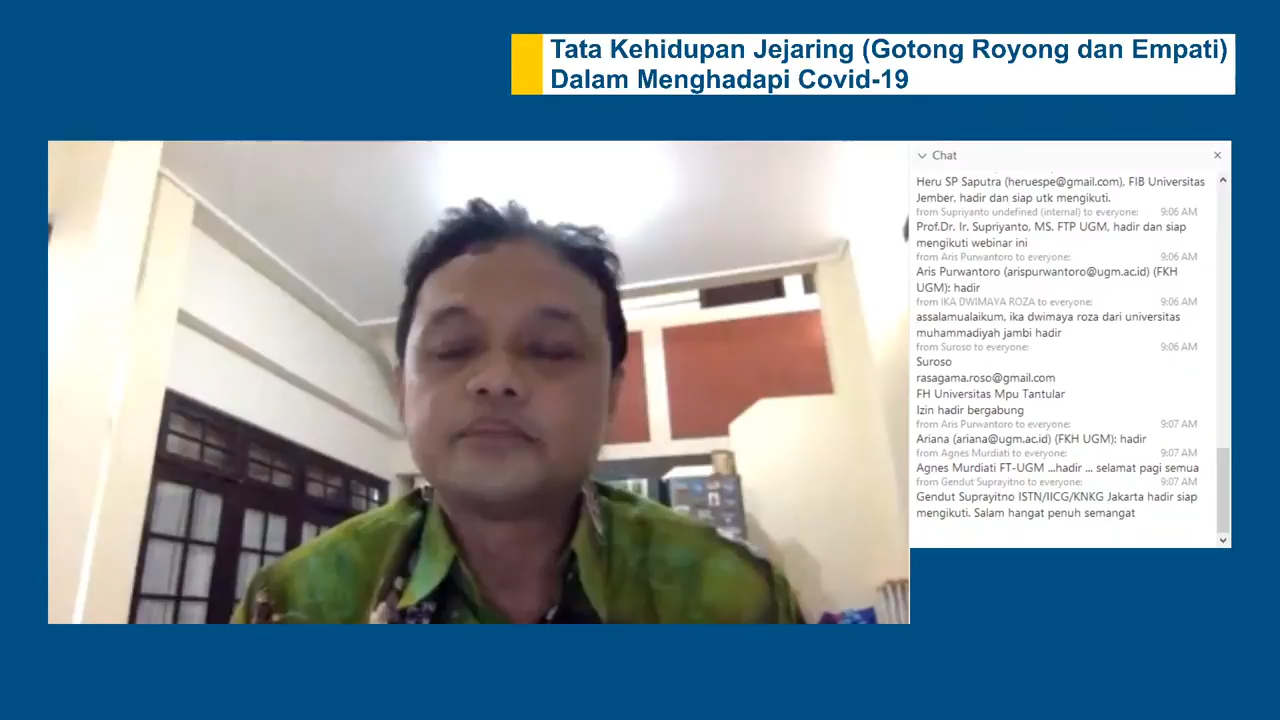 Tata Kehidupan Jejaring (Gotong Royong dan Empati)
Dalam Menghadapi Covid-19
Chat
Heru SP Saputra (heruespe@gmail.com), FIB Universitas
Jember, hadir dan siap utk mengikuti.
from Supriyanto undefined (internal) to everyone: 9:06 AM
Prof.Dr. Ir. Supriyanto, MS. FTP UGM, hadir dan siap
mengikuti webinar ini
from Aris Purwantoro to everyone: 9:06 AM
Aris Purwantoro (arispurwantoro@ugm.ac.id) (FKH
UGM): hadir
from IKA DWIMAYA ROZA to everyone: 9:06 AM
assalamualaikum, ika dwimaya roza dari universitas
muhammadiyah jambi hadir
from Suroso to everyone: 9:06 AM
Suroso
rasagama.roso@gmail.com
FH Universitas Mpu Tantular
Izin hadir bergabung
from Aris Purwantoro to everyone: 9:07 AM
Ariana (ariana@ugm.ac.id) (FKH UGM): hadir
from Agnes Murdiati to everyone: 9:07 AM
Agnes Murdiati FT-UGM ...hadir ... selamat pagi semua
from Gendut Suprayitno to everyone: 9:07 AM
Gendut Suprayitno ISTN/IICG/KNKG Jakarta hadir siap
mengikuti. Salam hangat penuh semangat